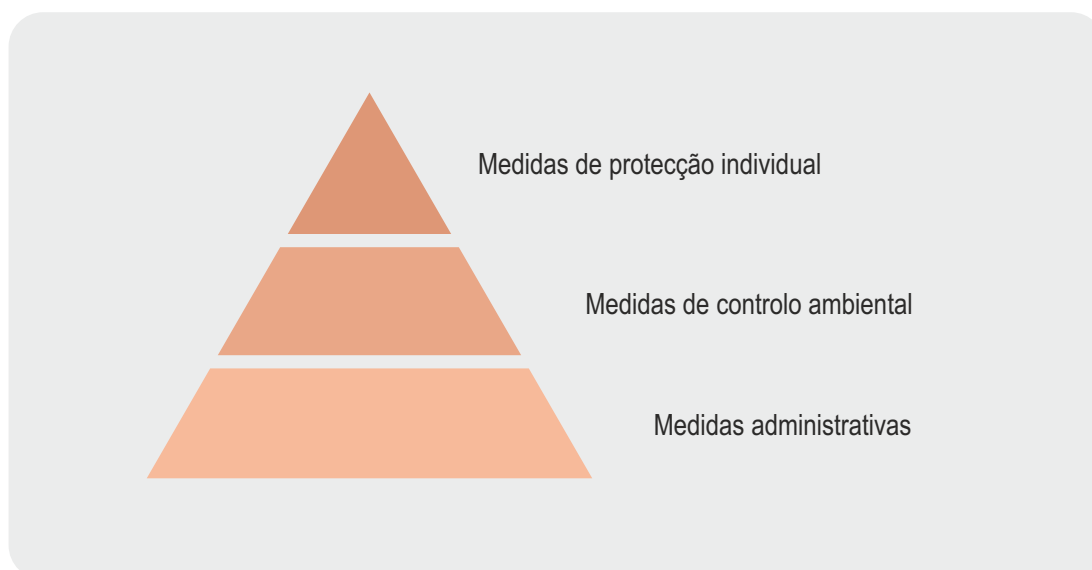 Medidas de protecção individual
Medidas de controlo ambiental
Medidas administrativas